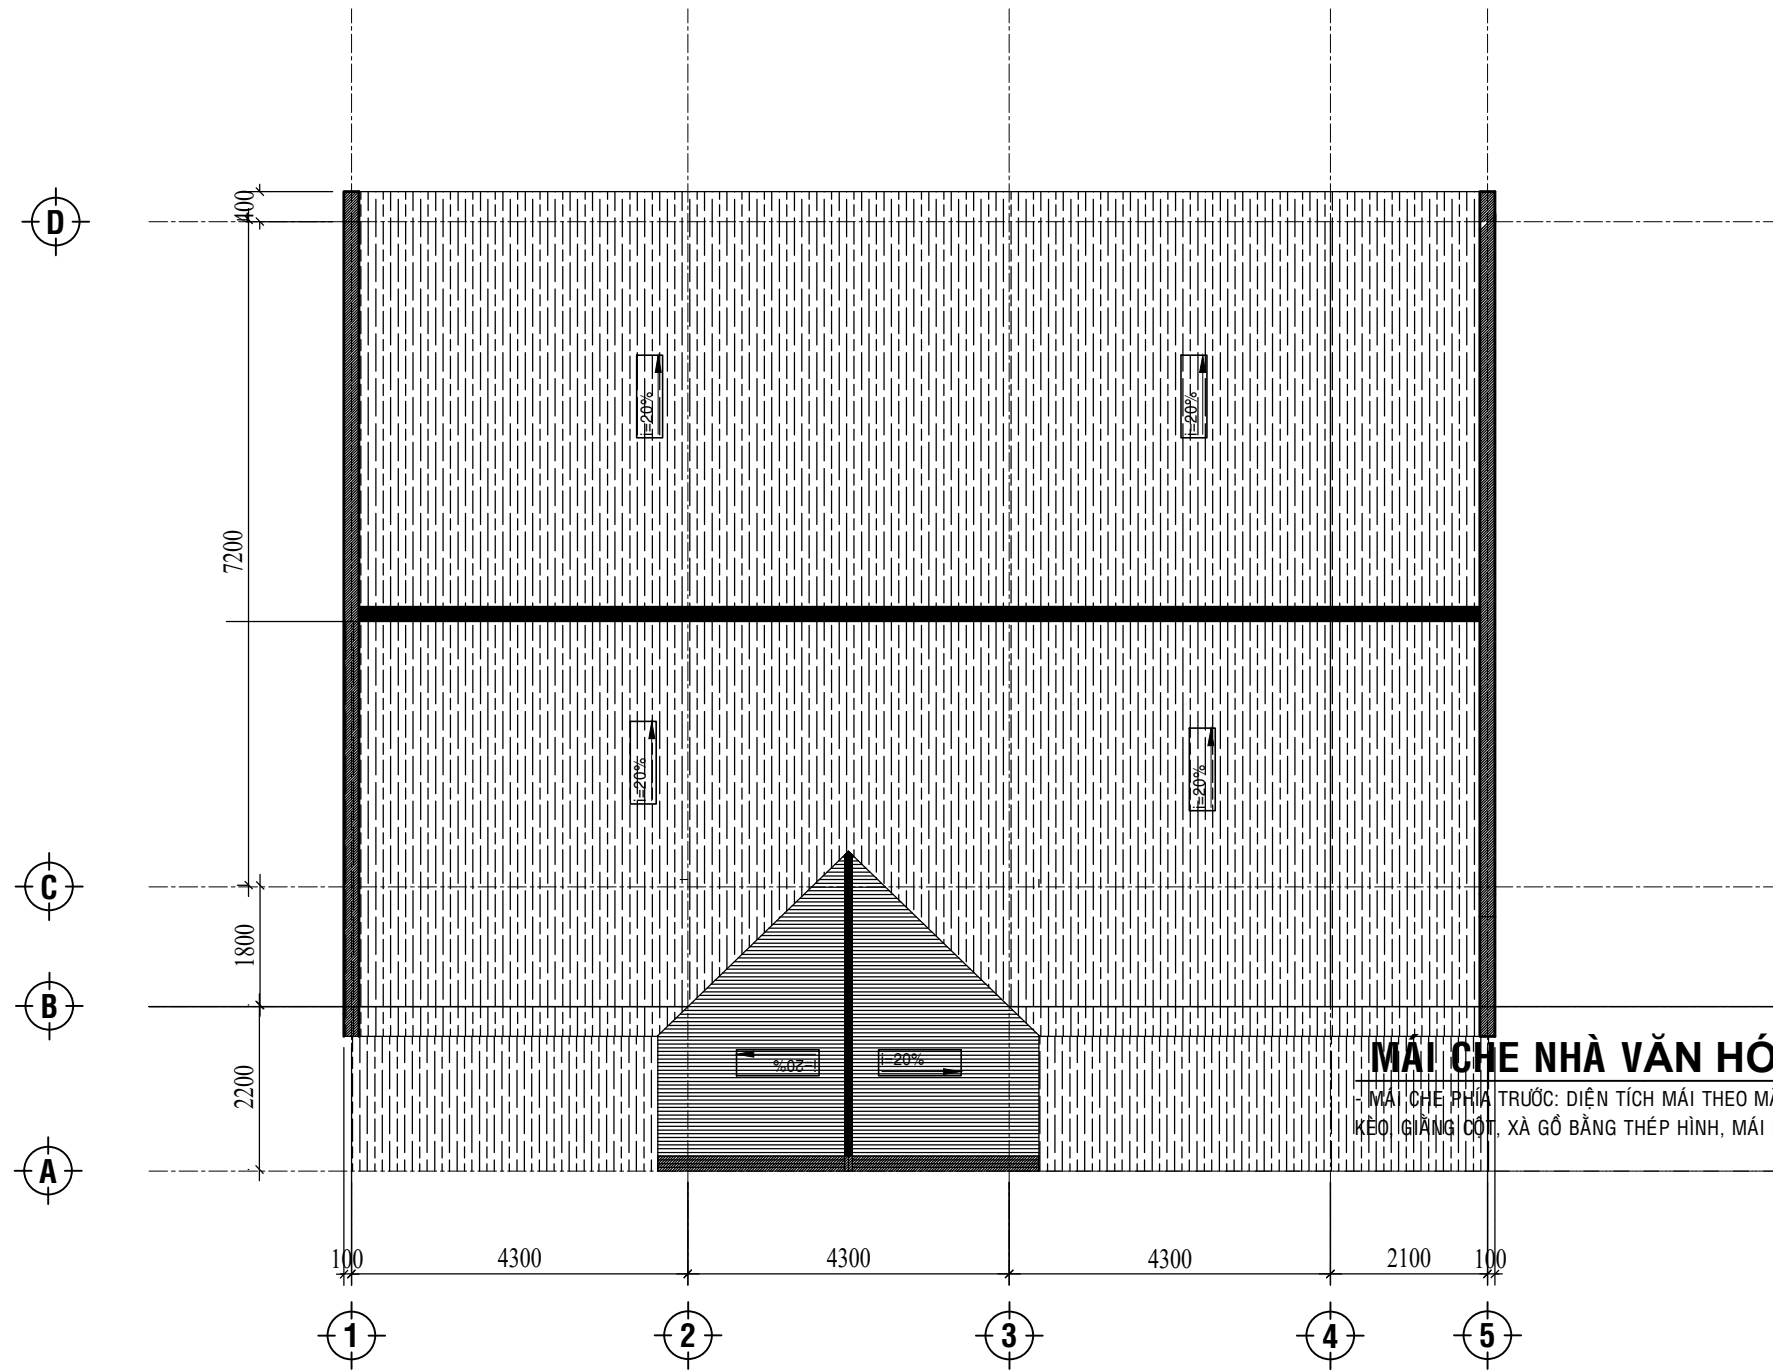 D
400
i=20%
i=20%
7200
i=20%
i=20%
C
1800
B
MÁI CHE NHÀ VĂN HÓ
- MÁI CHE PHÍA TRƯỚC: DIỆN TÍCH MÁI THEO MÃ
KÈO, GIẰNG CỘT, XÀ GỒ BẰNG THÉP HÌNH, MÁI
i=20%
i=20%
2200
A
100
4300
4300
4300
2100
100
1
2
3
4
5